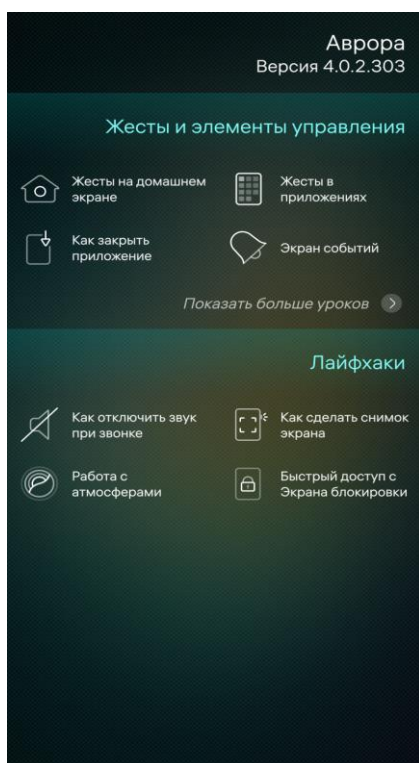 Аврора
Версия 4.0.2.303
Жесты и элементы управления
Жесты на домашнем
экране
Жесты в
приложениях
Как закрыть
приложение
Экран событий
Показать больше уроков
Лайфхаки
Как отключить звук
при звонке
Как сделать снимок
экрана
Работа с
атмосферами
Быстрый доступ с
Экрана блокировки